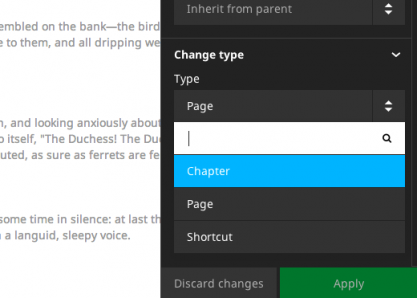 Inherit from parent
embled on the bank—the bird
e to them, and all dripping we
Change type
Type
Page
n, and looking anxiously about
o itself, "The Duchess! The Du
uted, as sure as ferrets are fe
Chapter
Page
Shortcut
some time in silence: at last th
n a languid, sleepy voice.
Discard changes
Apply